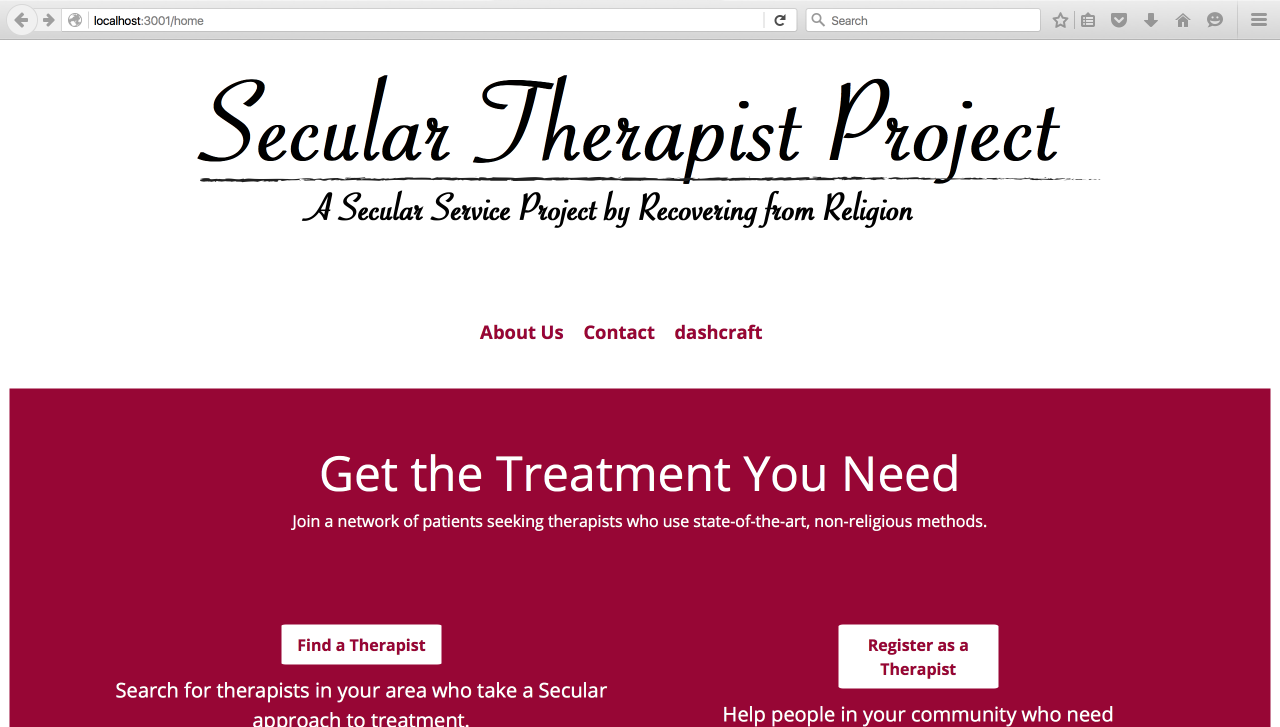 localhost:3001/home
Search
Secular Therapist Project
A Secular Service Project by Recovering from Religion
About Us Contact dashcraft
Get the Treatment You Need
Join a network of patients seeking therapists who use state-of-the-art, non-religious methods.
Find a Therapist
Search for therapists in your area who take a Secular
approach to treatment.
Register as a
Therapist
Help people in your community who need